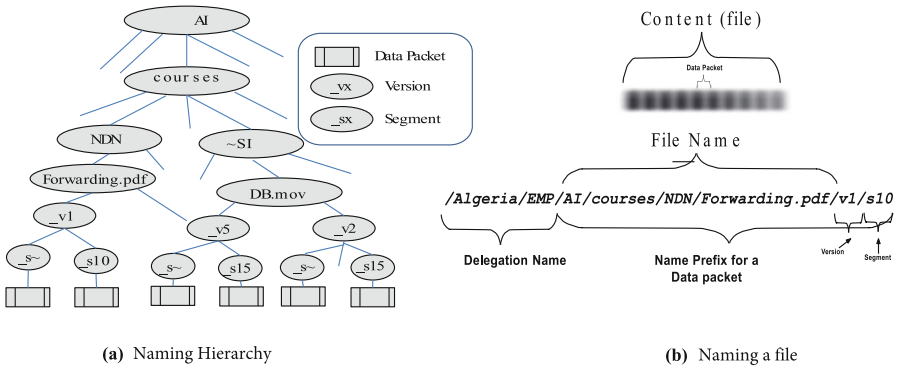 AI
courses
NDN
~SI
Forwarding.pdf
DB.mov
_v1
_v5
_v2
_s~
_s10
_s~
_s15
_s~
_s15
Data Packet
_vx
Version
_sx
Segment
(a) Naming Hierarchy
Content (file)
Data Packet
File Name
/Algeria/EMP/AI/courses/NDN/Forwarding.pdf/v1/s10
Delegation Name
Name Prefix for a
Data packet
Version
Segment
(b) Naming a file